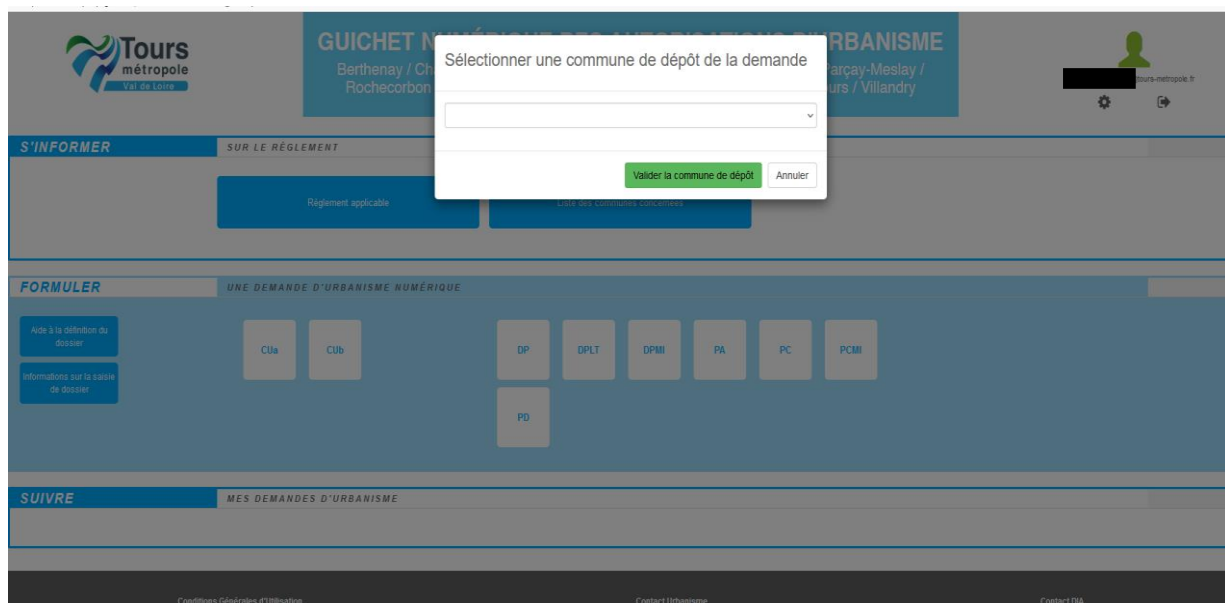 Tours
métropole
Val de Loire
GUICHET NUMÉRIQUE DES AUTORISATIONS D'URBANISME
Berthenay / Ch
Parçay-Meslay /
Rochecorbon
urs / Villandry
tours-metropole.fr
Sélectionner une commune de dépôt de la demande
Valider la commune de dépôt
Annuler
S'INFORMER
SUR LE RÈGLEMENT
Règlement applicable
Liste des communes concernées
FORMULER
UNE DEMANDE D'URBANISME NUMÉRIQUE
Aide à la définition du
dossier
Informations sur la saisie
de dossier
CUa
CUb
DP
DPLT
DPMI
PA
PC
PCMI
PD
SUIVRE
MES DEMANDES D'URBANISME
Conditions Générales d'Utilisation
Contact Urbanisme
Contact DIA